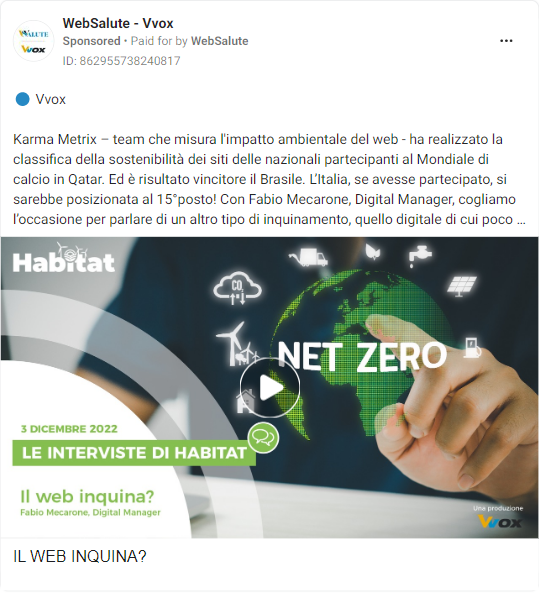 WebSalute - Vvox
Sponsored • Paid for by WebSalute
ID: 862955738240817
SALUTE
VVOX
Vvox
Karma Metrix – team che misura l'impatto ambientale del web - ha realizzato la
classifica della sostenibilità dei siti delle nazionali partecipanti al Mondiale di
calcio in Qatar. Ed è risultato vincitore il Brasile. L’Italia, se avesse partecipato, si
sarebbe posizionata al 15°posto! Con Fabio Mecarone, Digital Manager, cogliamo
l’occasione per parlare di un altro tipo di inquinamento, quello digitale di cui poco ...
Habitat
CO2
NET ZERO
3 DICEMBRE 2022
LE INTERVISTE DI HABITAT
Il web inquina?
Fabio Mecarone, Digital Manager
Una produzione
VVOX
IL WEB INQUINA?